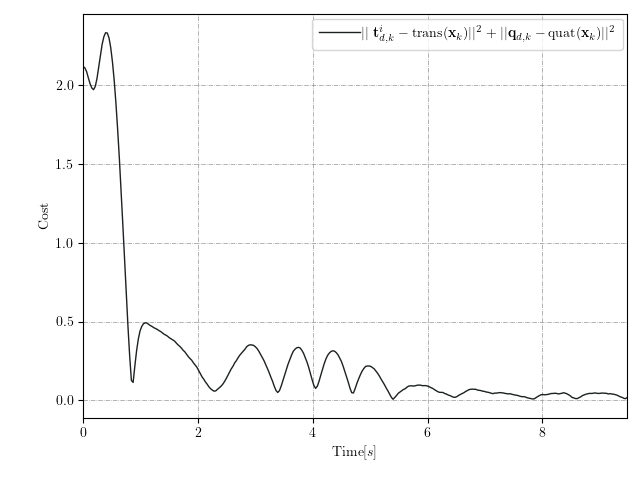 || t^i_{d,k} − trans(x_k)||² + ||q_{d,k} − quat(x_k)||²
2.0
1.5
1.0
0.5
0.0
Cost
0 2 4 6 8
Time[s]